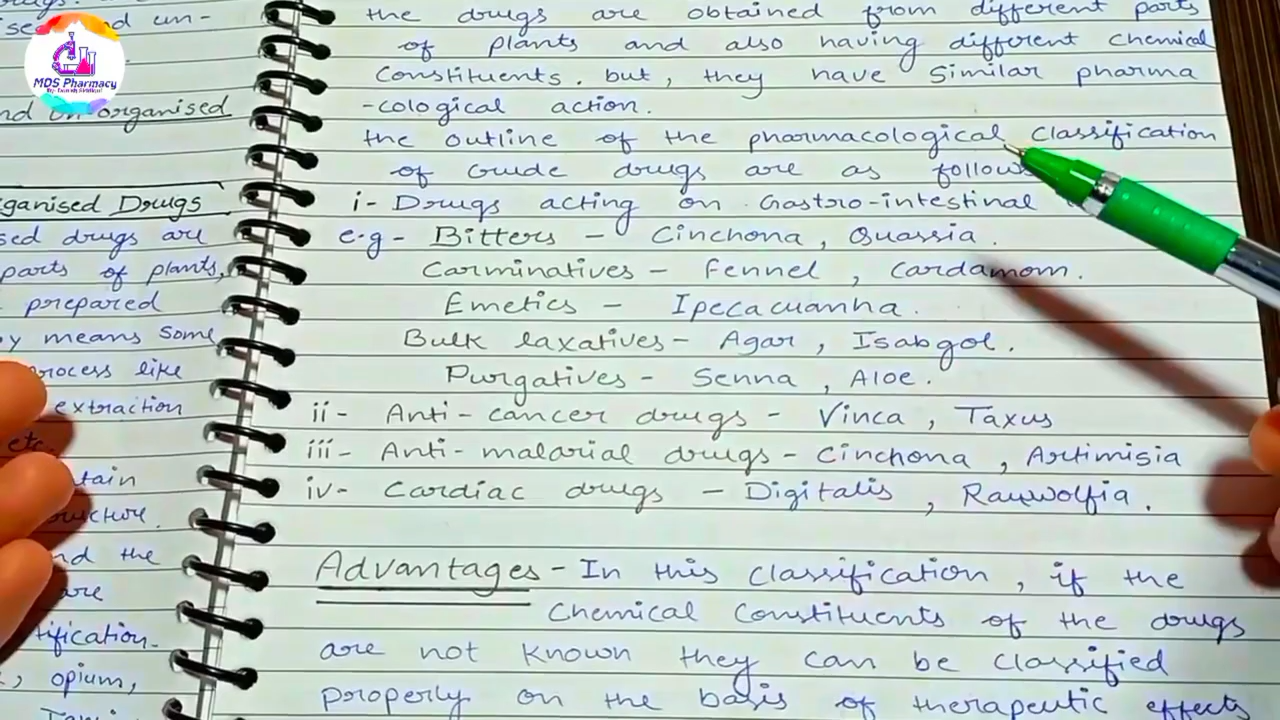 MDS Pharmacy
nd un-
nd un-organised
ganised Drugs
sed drugs are
parts of plants,
prepared
by means some
process like
extraction
etc.
tain
structure.
nd the
are
tification.
opium,
the drugs are obtained from different parts
of plants and also having different chemical
Constituents. but, they have similar pharma
-cological action.
the outline of the pharmacological classification
of crude drugs are as follow
i- Drugs acting on Gastro-intestinal
e.g- Bitters - Cinchona, Quassia.
Carminatives - fennel, Cardamom.
Emetics - Ipecacuanha.
Bulk laxatives - Agar, Isabgol.
Purgatives - Senna, Aloe.
ii- Anti-cancer drugs - Vinca, Taxus
iii- Anti-malarial drugs - Cinchona, Artimisia
iv- Cardiac drugs - Digitalis, Rauwolfia.
Advantages - In this classification, if the
Chemical Constituents of the drugs
are not known they can be classified
properly on the basis of therapeutic effects